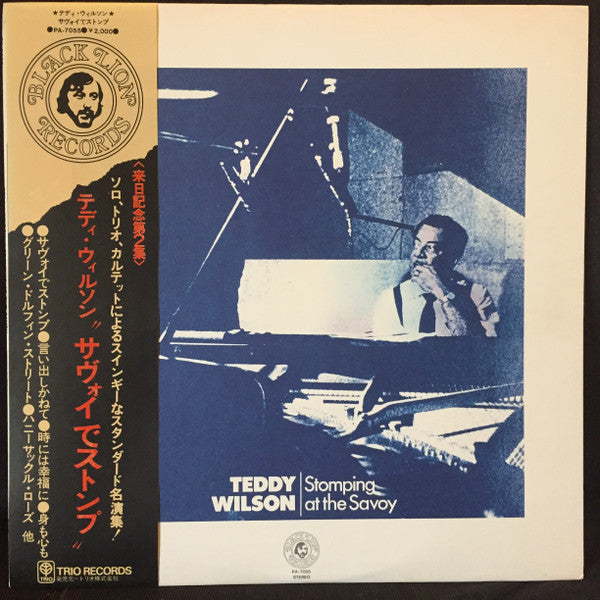 ★テディ・ウィルソン★
サヴォイでストンプ
●PA-7055●¥2,000●
BLACK LION
RECORDS
〈来日記念第2集〉
ソロ、トリオ、カルテットによるスインギーなスタンダード名演集!
テディ・ウィルソン〝サヴォイでストンプ〟
●サヴォイでストンプ●言い出しかねて●時には幸福に●身も心も
●グリーン・ドルフィン・ストリート●ハニーサックル・ローズ 他
TRIO
TRIO RECORDS
発売元—トリオ株式会社
TEDDY
WILSON
Stomping
at the Savoy
PA-7055
STEREO